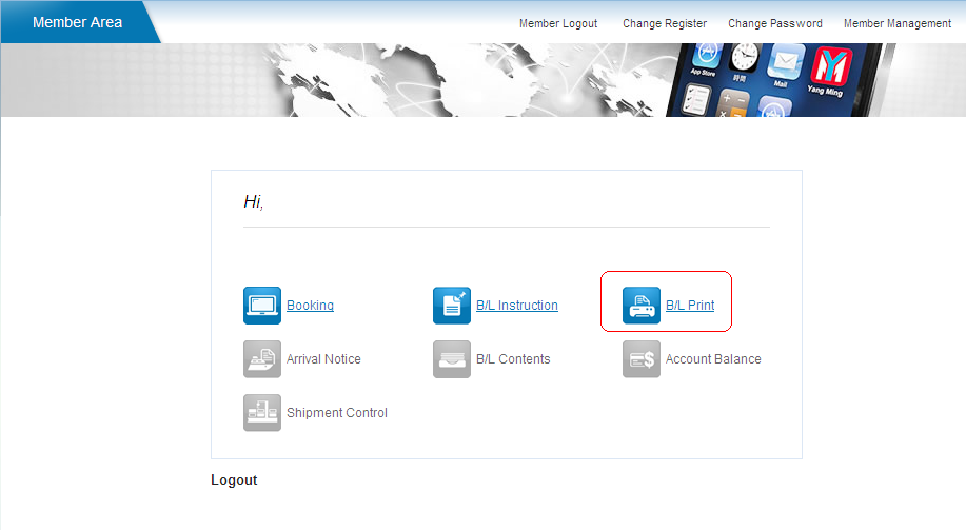 Member Area
Member Logout Change Register Change Password Member Management
App Store 時間 Mail Yang Ming
Hi,
Booking B/L Instruction B/L Print
Arrival Notice B/L Contents Account Balance
Shipment Control
Logout